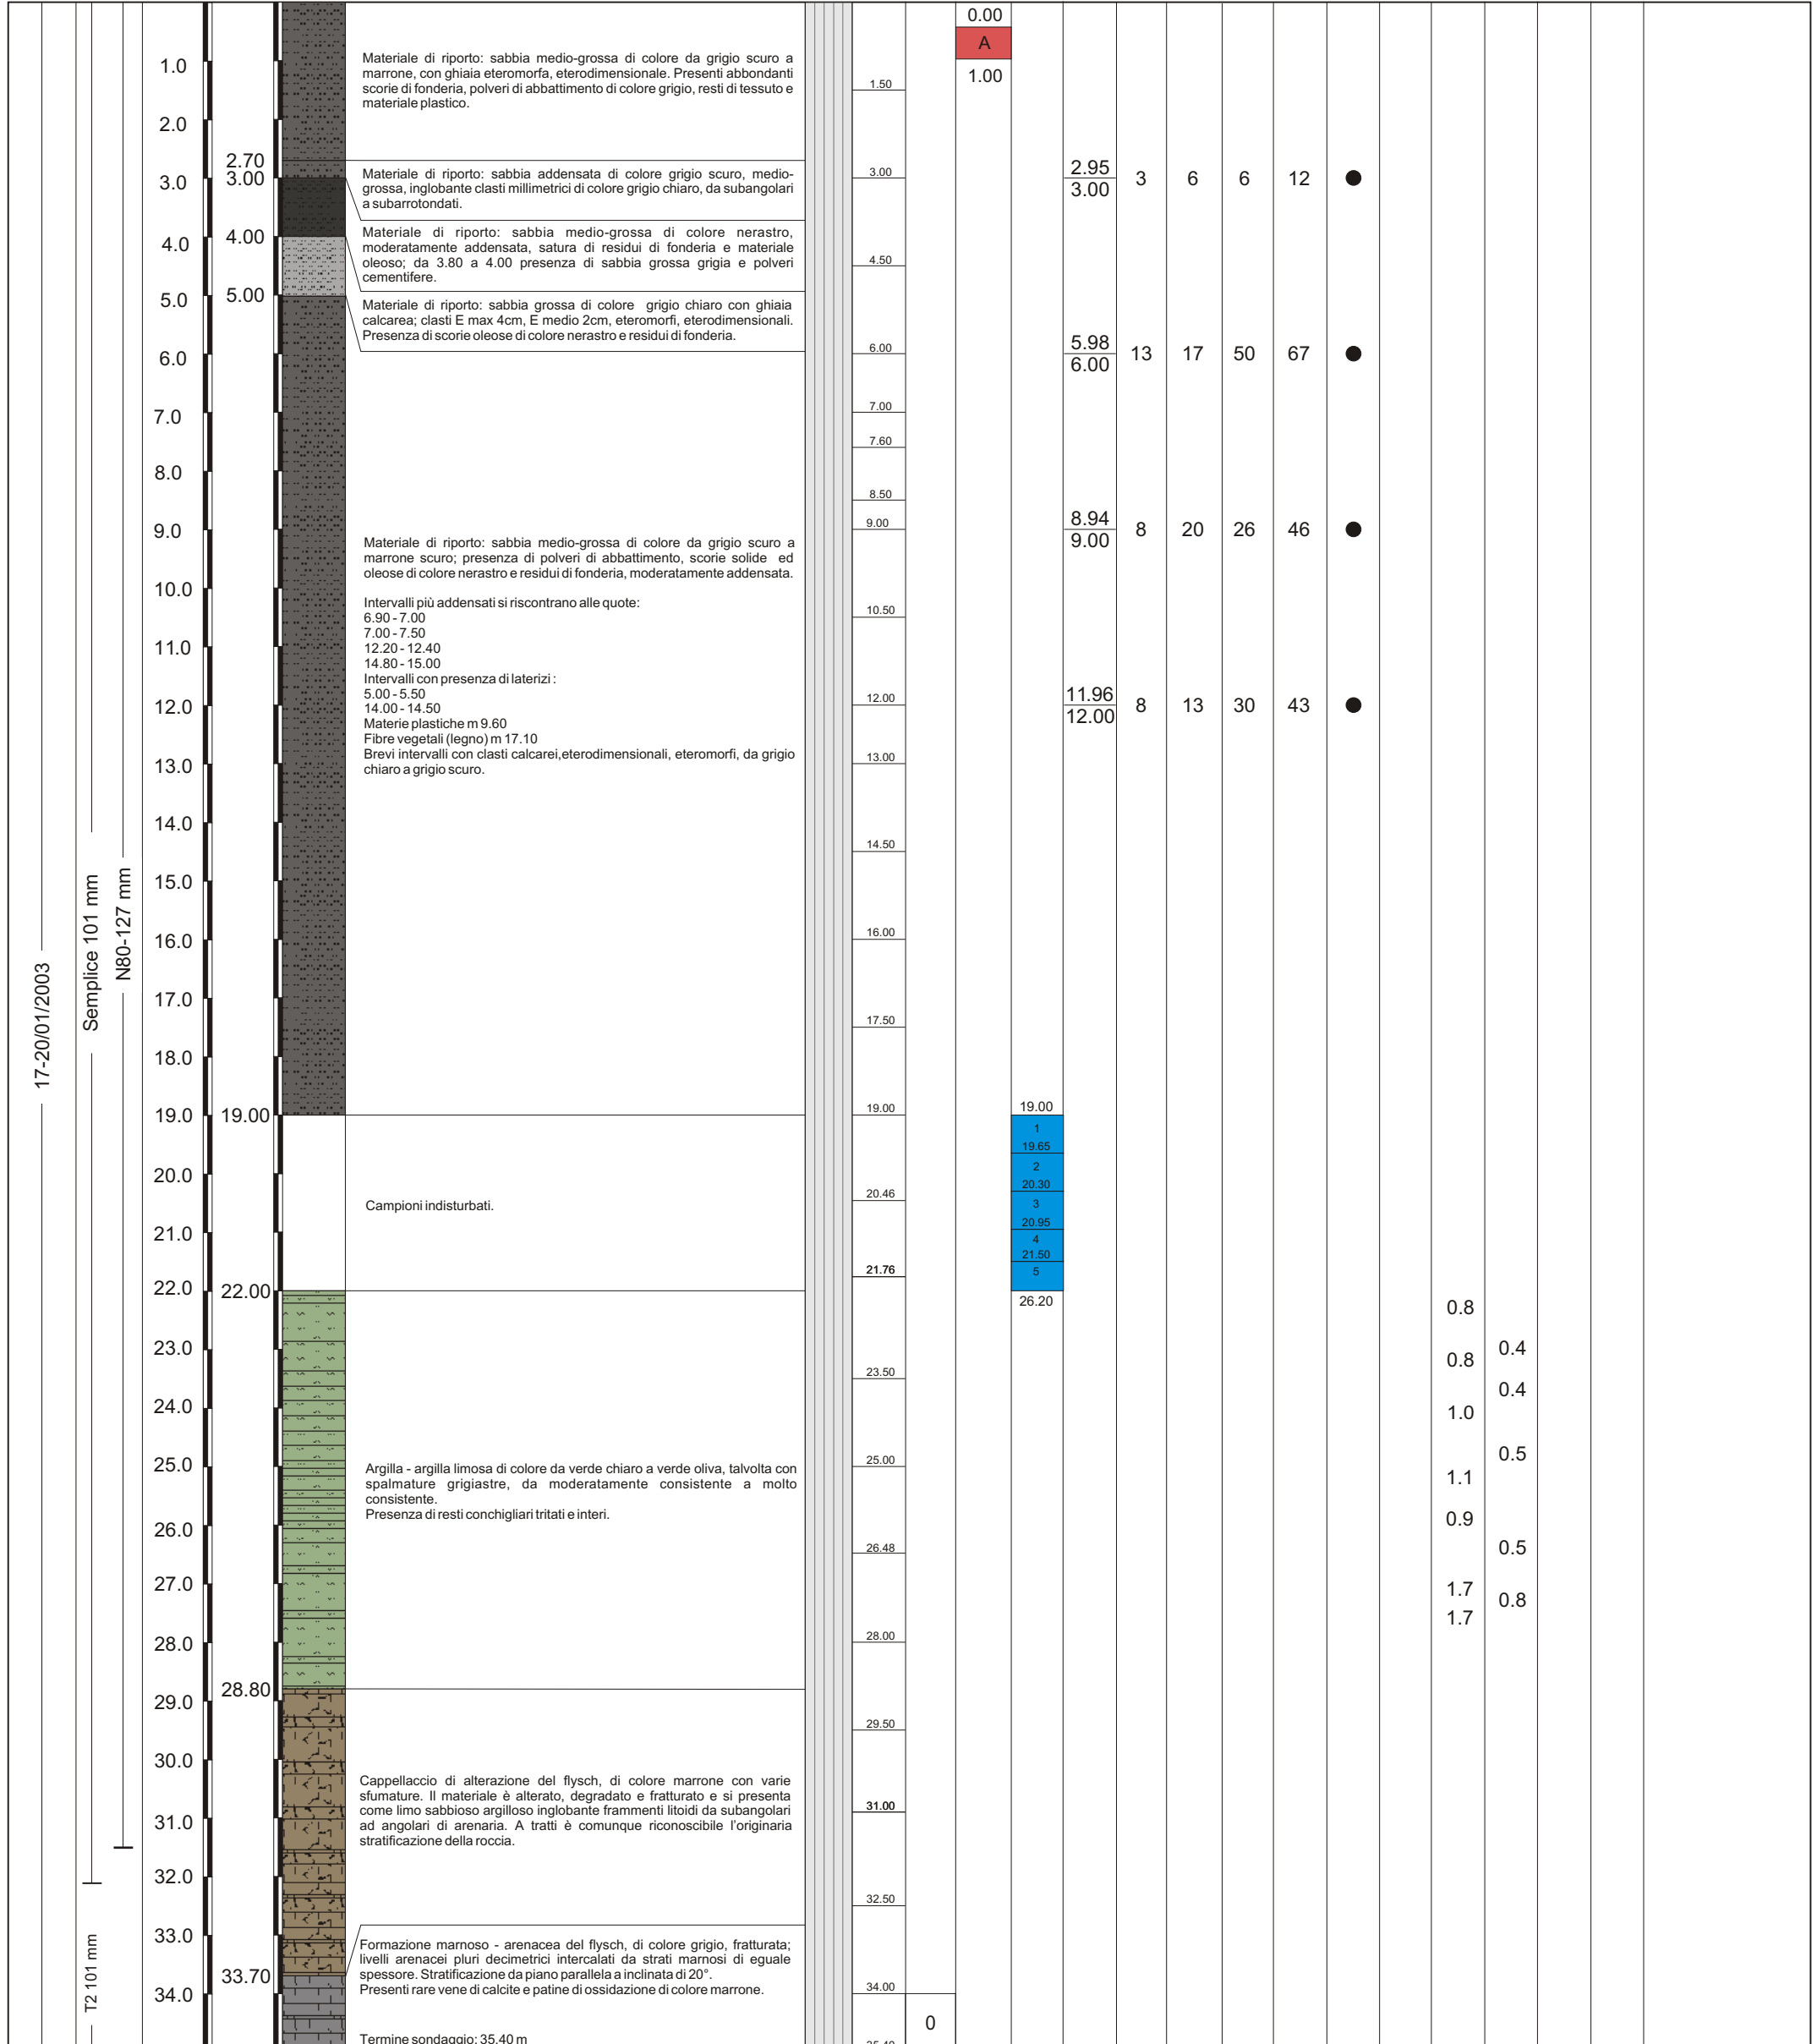 17-20/01/2003
Semplice 101 mm
T2 101 mm
N80-127 mm
1.0
2.0
3.0
4.0
5.0
6.0
7.0
8.0
9.0
10.0
11.0
12.0
13.0
14.0
15.0
16.0
17.0
18.0
19.0
20.0
21.0
22.0
23.0
24.0
25.0
26.0
27.0
28.0
29.0
30.0
31.0
32.0
33.0
34.0
2.70
3.00
4.00
5.00
19.00
22.00
28.80
33.70
Materiale di riporto: sabbia medio-grossa di colore da grigio scuro a
marrone, con ghiaia eteromorfa, eterodimensionale. Presenti abbondanti
scorie di fonderia, polveri di abbattimento di colore grigio, resti di tessuto e
materiale plastico.
Materiale di riporto: sabbia addensata di colore grigio scuro, medio-
grossa, inglobante clasti millimetrici di colore grigio chiaro, da subangolari
a subarrotondati.
Materiale di riporto: sabbia medio-grossa di colore nerastro,
moderatamente addensata, satura di residui di fonderia e materiale
oleoso; da 3.80 a 4.00 presenza di sabbia grossa grigia e polveri
cementifere.
Materiale di riporto: sabbia grossa di colore grigio chiaro con ghiaia
calcarea; clasti E max 4cm, E medio 2cm, eteromorfi, eterodimensionali.
Presenza di scorie oleose di colore nerastro e residui di fonderia.
Materiale di riporto: sabbia medio-grossa di colore da grigio scuro a
marrone scuro; presenza di polveri di abbattimento, scorie solide ed
oleose di colore nerastro e residui di fonderia, moderatamente addensata.
Intervalli più addensati si riscontrano alle quote:
6.90 - 7.00
7.00 - 7.50
12.20 - 12.40
14.80 - 15.00
Intervalli con presenza di laterizi :
5.00 - 5.50
14.00 - 14.50
Materie plastiche m 9.60
Fibre vegetali (legno) m 17.10
Brevi intervalli con clasti calcarei,eterodimensionali, eteromorfi, da grigio
chiaro a grigio scuro.
Campioni indisturbati.
Argilla - argilla limosa di colore da verde chiaro a verde oliva, talvolta con
spalmature grigiastre, da moderatamente consistente a molto
consistente.
Presenza di resti conchigliari tritati e interi.
Cappellaccio di alterazione del flysch, di colore marrone con varie
sfumature. Il materiale è alterato, degradato e fratturato e si presenta
come limo sabbioso argilloso inglobante frammenti litoidi da subangolari
ad angolari di arenaria. A tratti è comunque riconoscibile l'originaria
stratificazione della roccia.
Formazione marnoso - arenacea del flysch, di colore grigio, fratturata;
livelli arenacei pluri decimetrici intercalati da strati marnosi di eguale
spessore. Stratificazione da piano parallela a inclinata di 20°.
Presenti rare vene di calcite e patine di ossidazione di colore marrone.
Termine sondaggio: 35.40 m
1.50
3.00
4.50
6.00
7.00
7.60
8.50
9.00
10.50
12.00
13.00
14.50
16.00
17.50
19.00
20.46
21.76
23.50
25.00
26.48
28.00
29.50
31.00
32.50
34.00
35.40
0
0.00
A
1.00
19.00
1
19.65
2
20.30
3
20.95
4
21.50
5
26.20
2.95
3.00 3 6 6 12
5.98
6.00 13 17 50 67
8.94
9.00 8 20 26 46
11.96
12.00 8 13 30 43
0.8
0.8
1.0
1.1
0.9
1.7
1.7
0.4
0.4
0.5
0.5
0.8